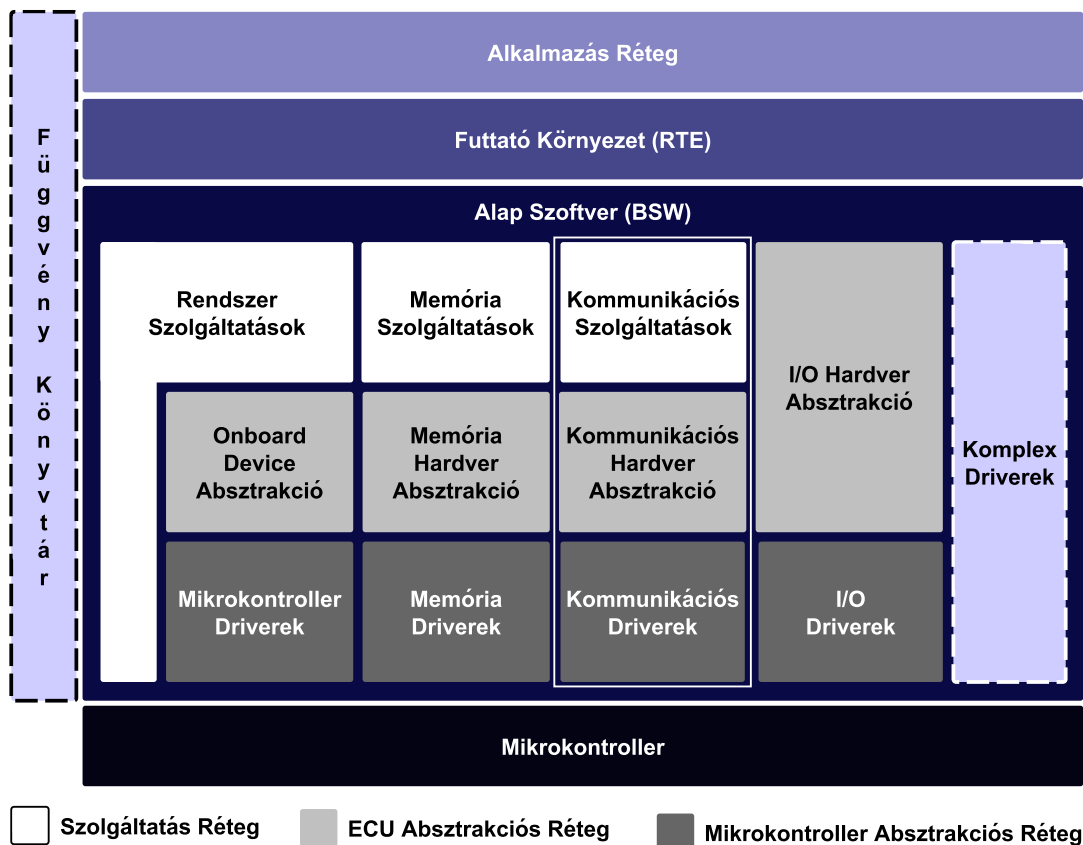 Függvény Könyvtár
Alkalmazás Réteg
Futtató Környezet (RTE)
Alap Szoftver (BSW)
Rendszer
Szolgáltatások
Memória
Szolgáltatások
Kommunikációs
Szolgáltatások
I/O Hardver
Absztrakció
Komplex
Driverek
Onboard
Device
Absztrakció
Memória
Hardver
Absztrakció
Kommunikációs
Hardver
Absztrakció
Mikrokontroller
Driverek
Memória
Driverek
Kommunikációs
Driverek
I/O
Driverek
Mikrokontroller
Szolgáltatás Réteg
ECU Absztrakciós Réteg
Mikrokontroller Absztrakciós Réteg